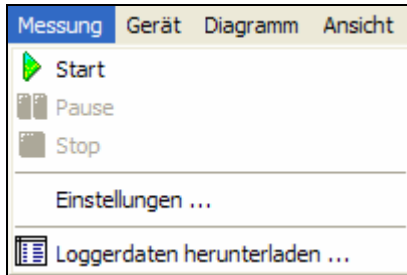 Messung Gerät Diagramm Ansicht
Start
Pause
Stop
Einstellungen ...
Loggerdaten herunterladen ...